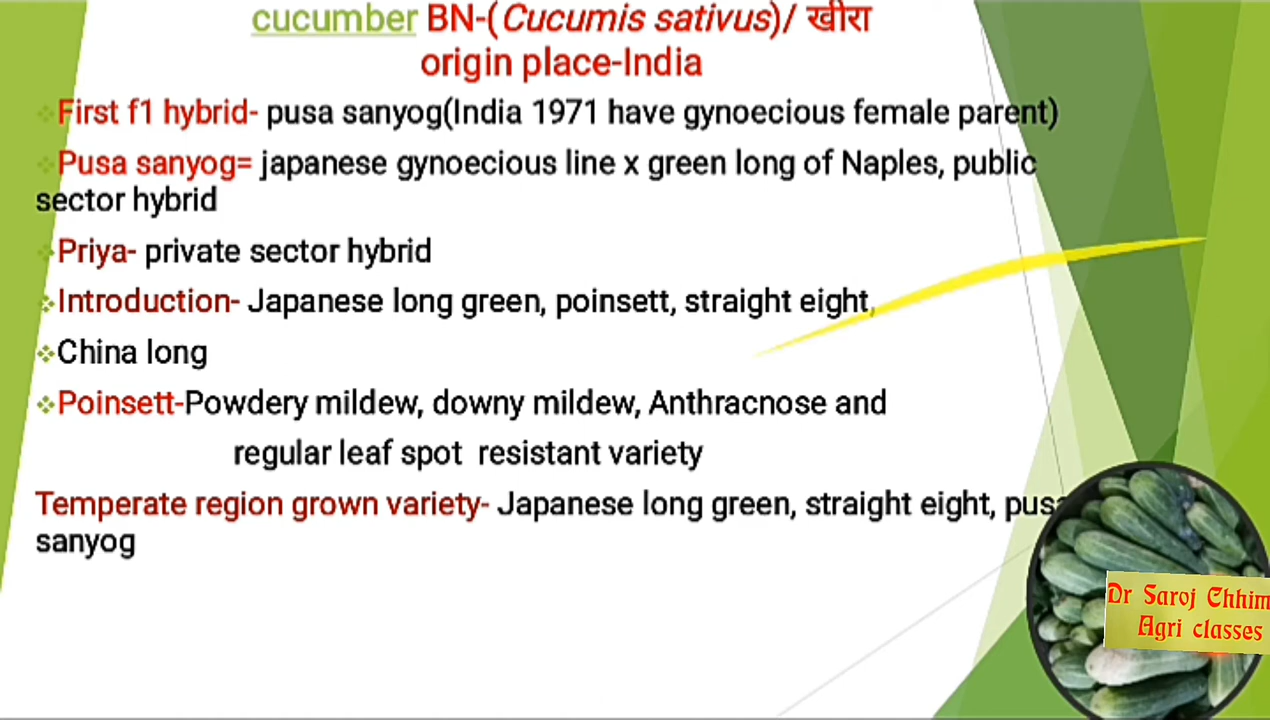 cucumber BN-(Cucumis sativus)/ खीरा
origin place-India
First f1 hybrid- pusa sanyog(India 1971 have gynoecious female parent)
Pusa sanyog= japanese gynoecious line x green long of Naples, public
sector hybrid
Priya- private sector hybrid
Introduction- Japanese long green, poinsett, straight eight,
China long
Poinsett-Powdery mildew, downy mildew, Anthracnose and
regular leaf spot resistant variety
Temperate region grown variety- Japanese long green, straight eight, pusa
sanyog
Dr Saroj Chhim
Agri classes